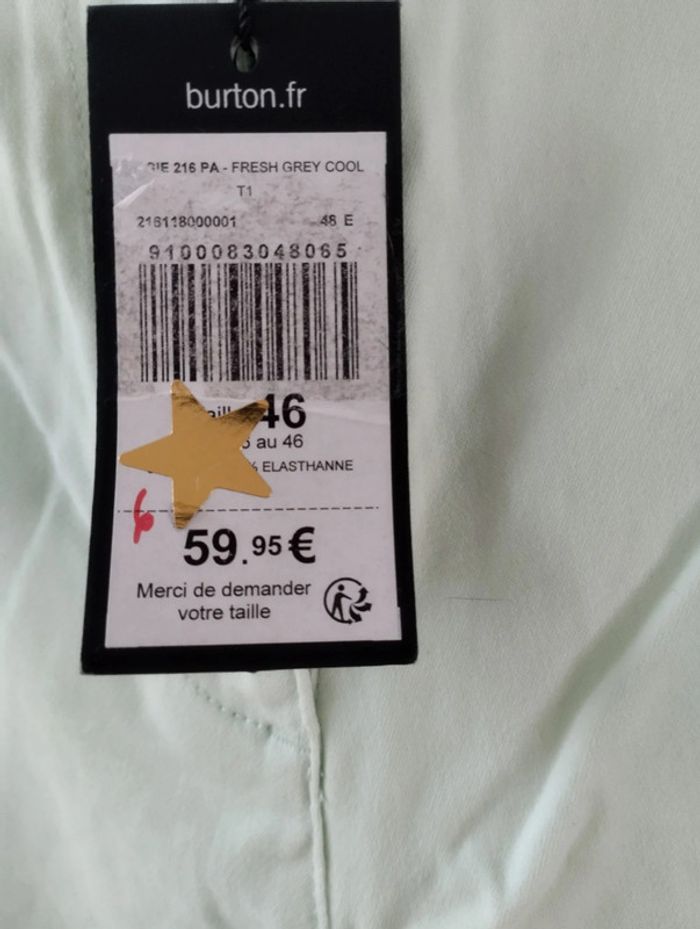 burton.fr
216 PA - FRESH GREY COOL
T1
216118000001 48 E
9100083048065
46
au 46
% ELASTHANNE
59.95€
Merci de demander
votre taille